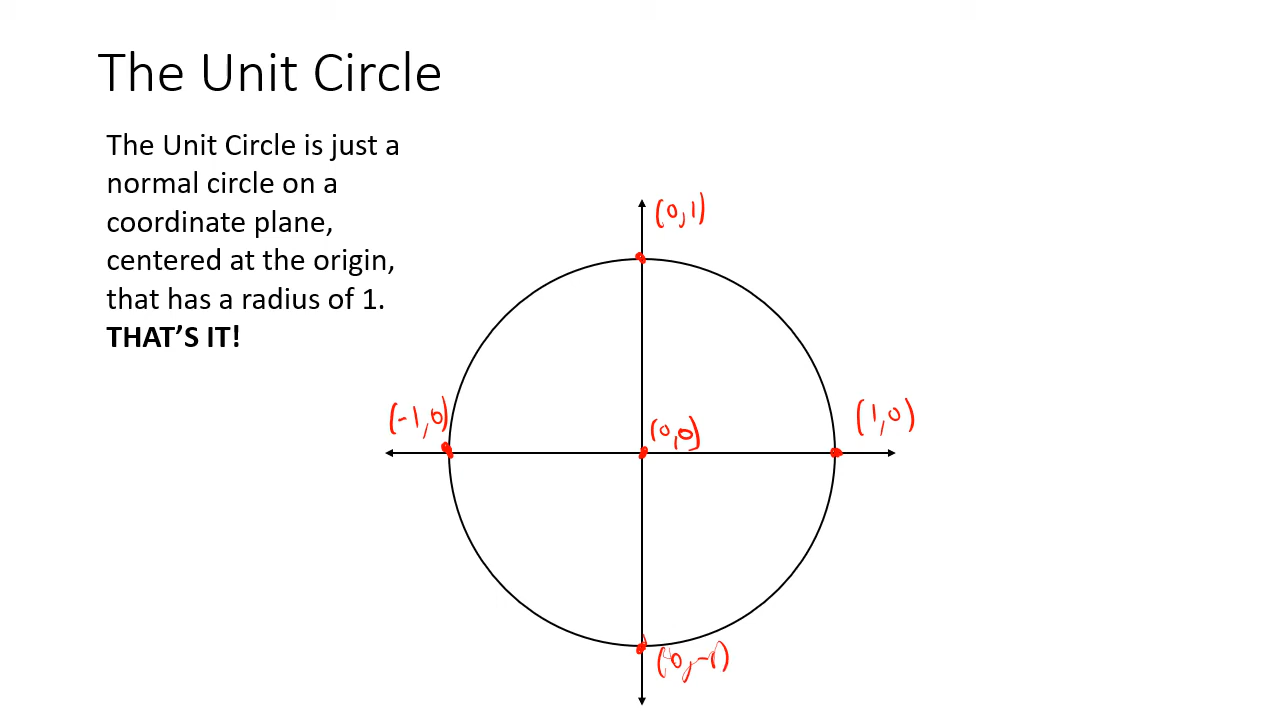 The Unit Circle
The Unit Circle is just a
normal circle on a
coordinate plane,
centered at the origin,
that has a radius of 1.
THAT’S IT!
(0,1)
(-1,0)
(0,0)
(1,0)
(0,-1)